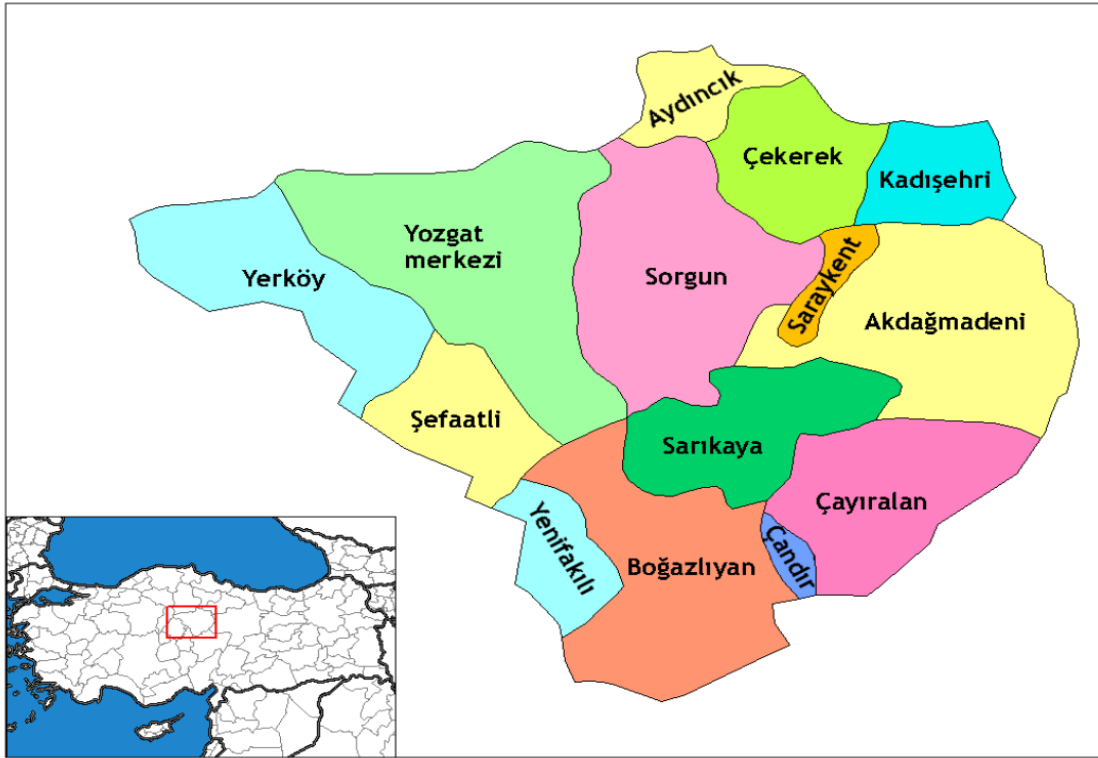 Aydıncık
Çekerek
Kadışehri
Yozgat
merkezi
Yerköy
Sorgun
Saraykent
Akdağmadeni
Şefaatli
Sarıkaya
Çayıralan
Yenifakılı
Boğazlıyan
Çandır